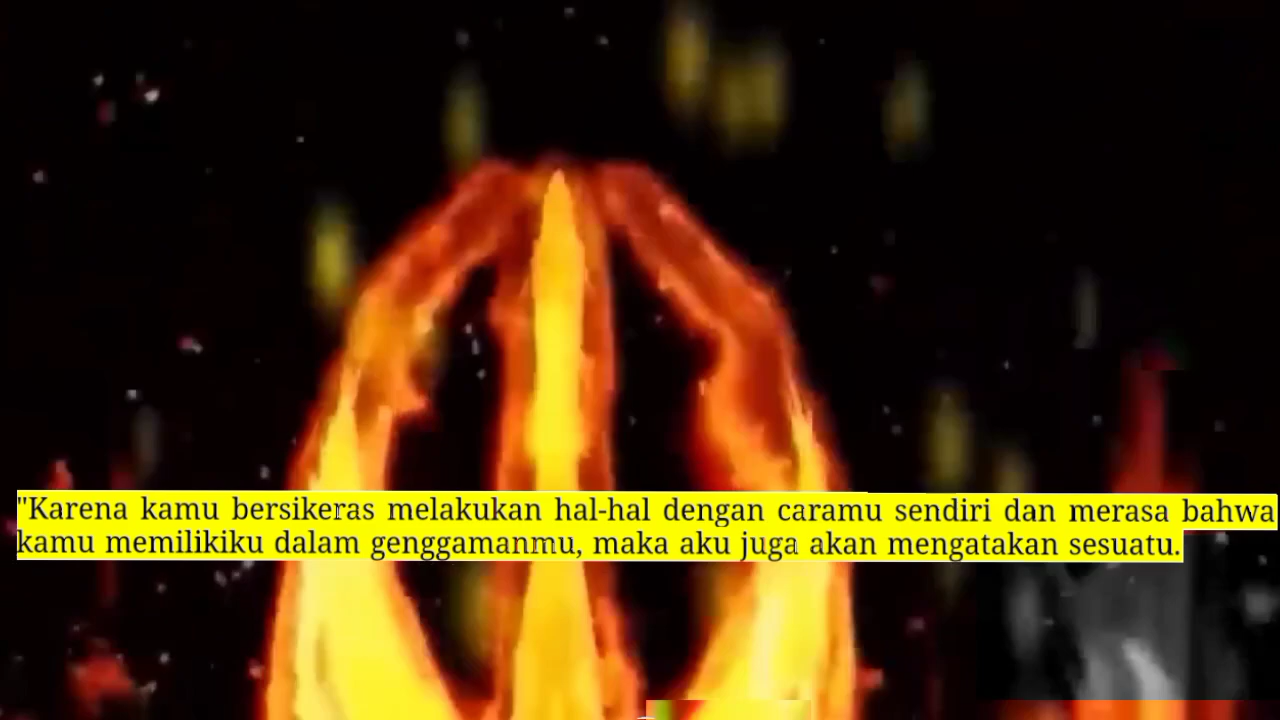 "Karena kamu bersikeras melakukan hal-hal dengan caramu sendiri dan merasa bahwa
kamu memilikiku dalam genggamanmu, maka aku juga akan mengatakan sesuatu.